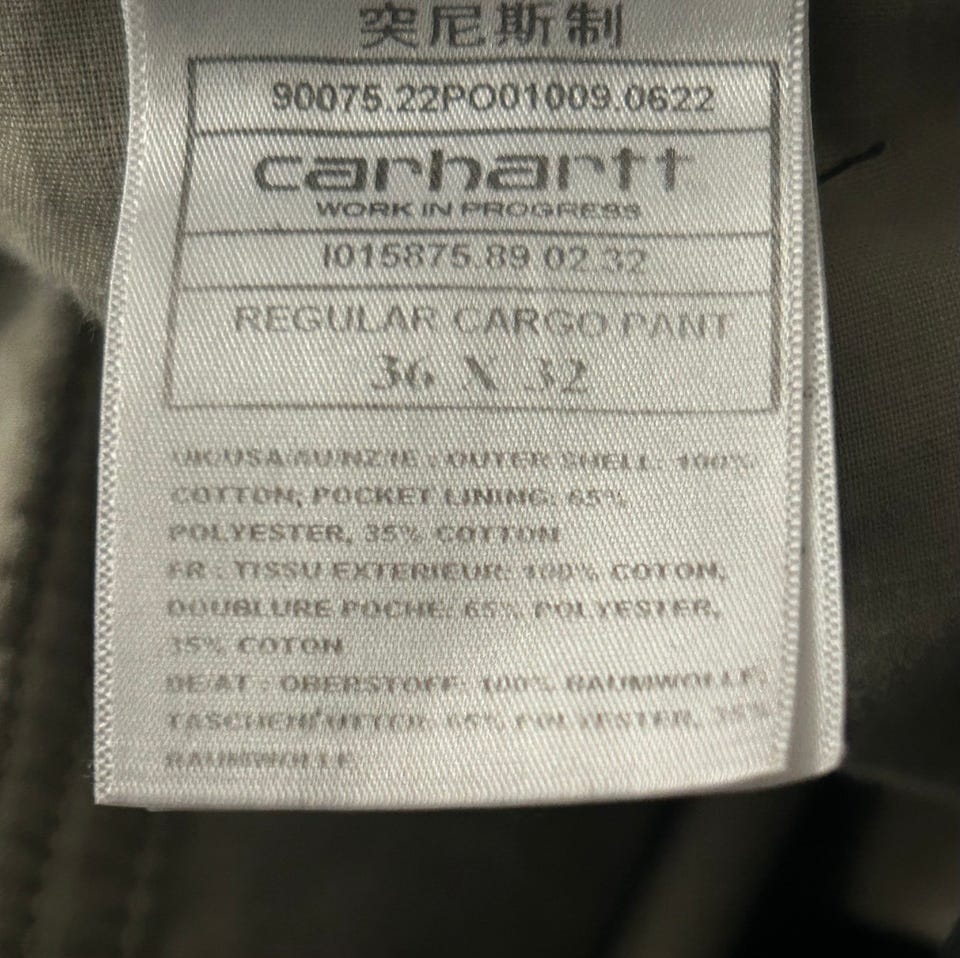 突尼斯制
90075.22PO01009.0622
carhartt
WORK IN PROGRESS
I015875.89 02 32
REGULAR CARGO PANT
36 X 32
UK/USA/AU/NZ/IE : OUTER SHELL: 100%
COTTON; POCKET LINING: 65%
POLYESTER, 35% COTTON
FR : TISSU EXTERIEUR: 100% COTON,
DOUBLURE POCHE: 65% POLYESTER,
35% COTON
DE/AT : OBERSTOFF: 100% BAUMWOLLE,
TASCHENFUTTER: 65% POLYESTER, 35%
BAUMWOLLE